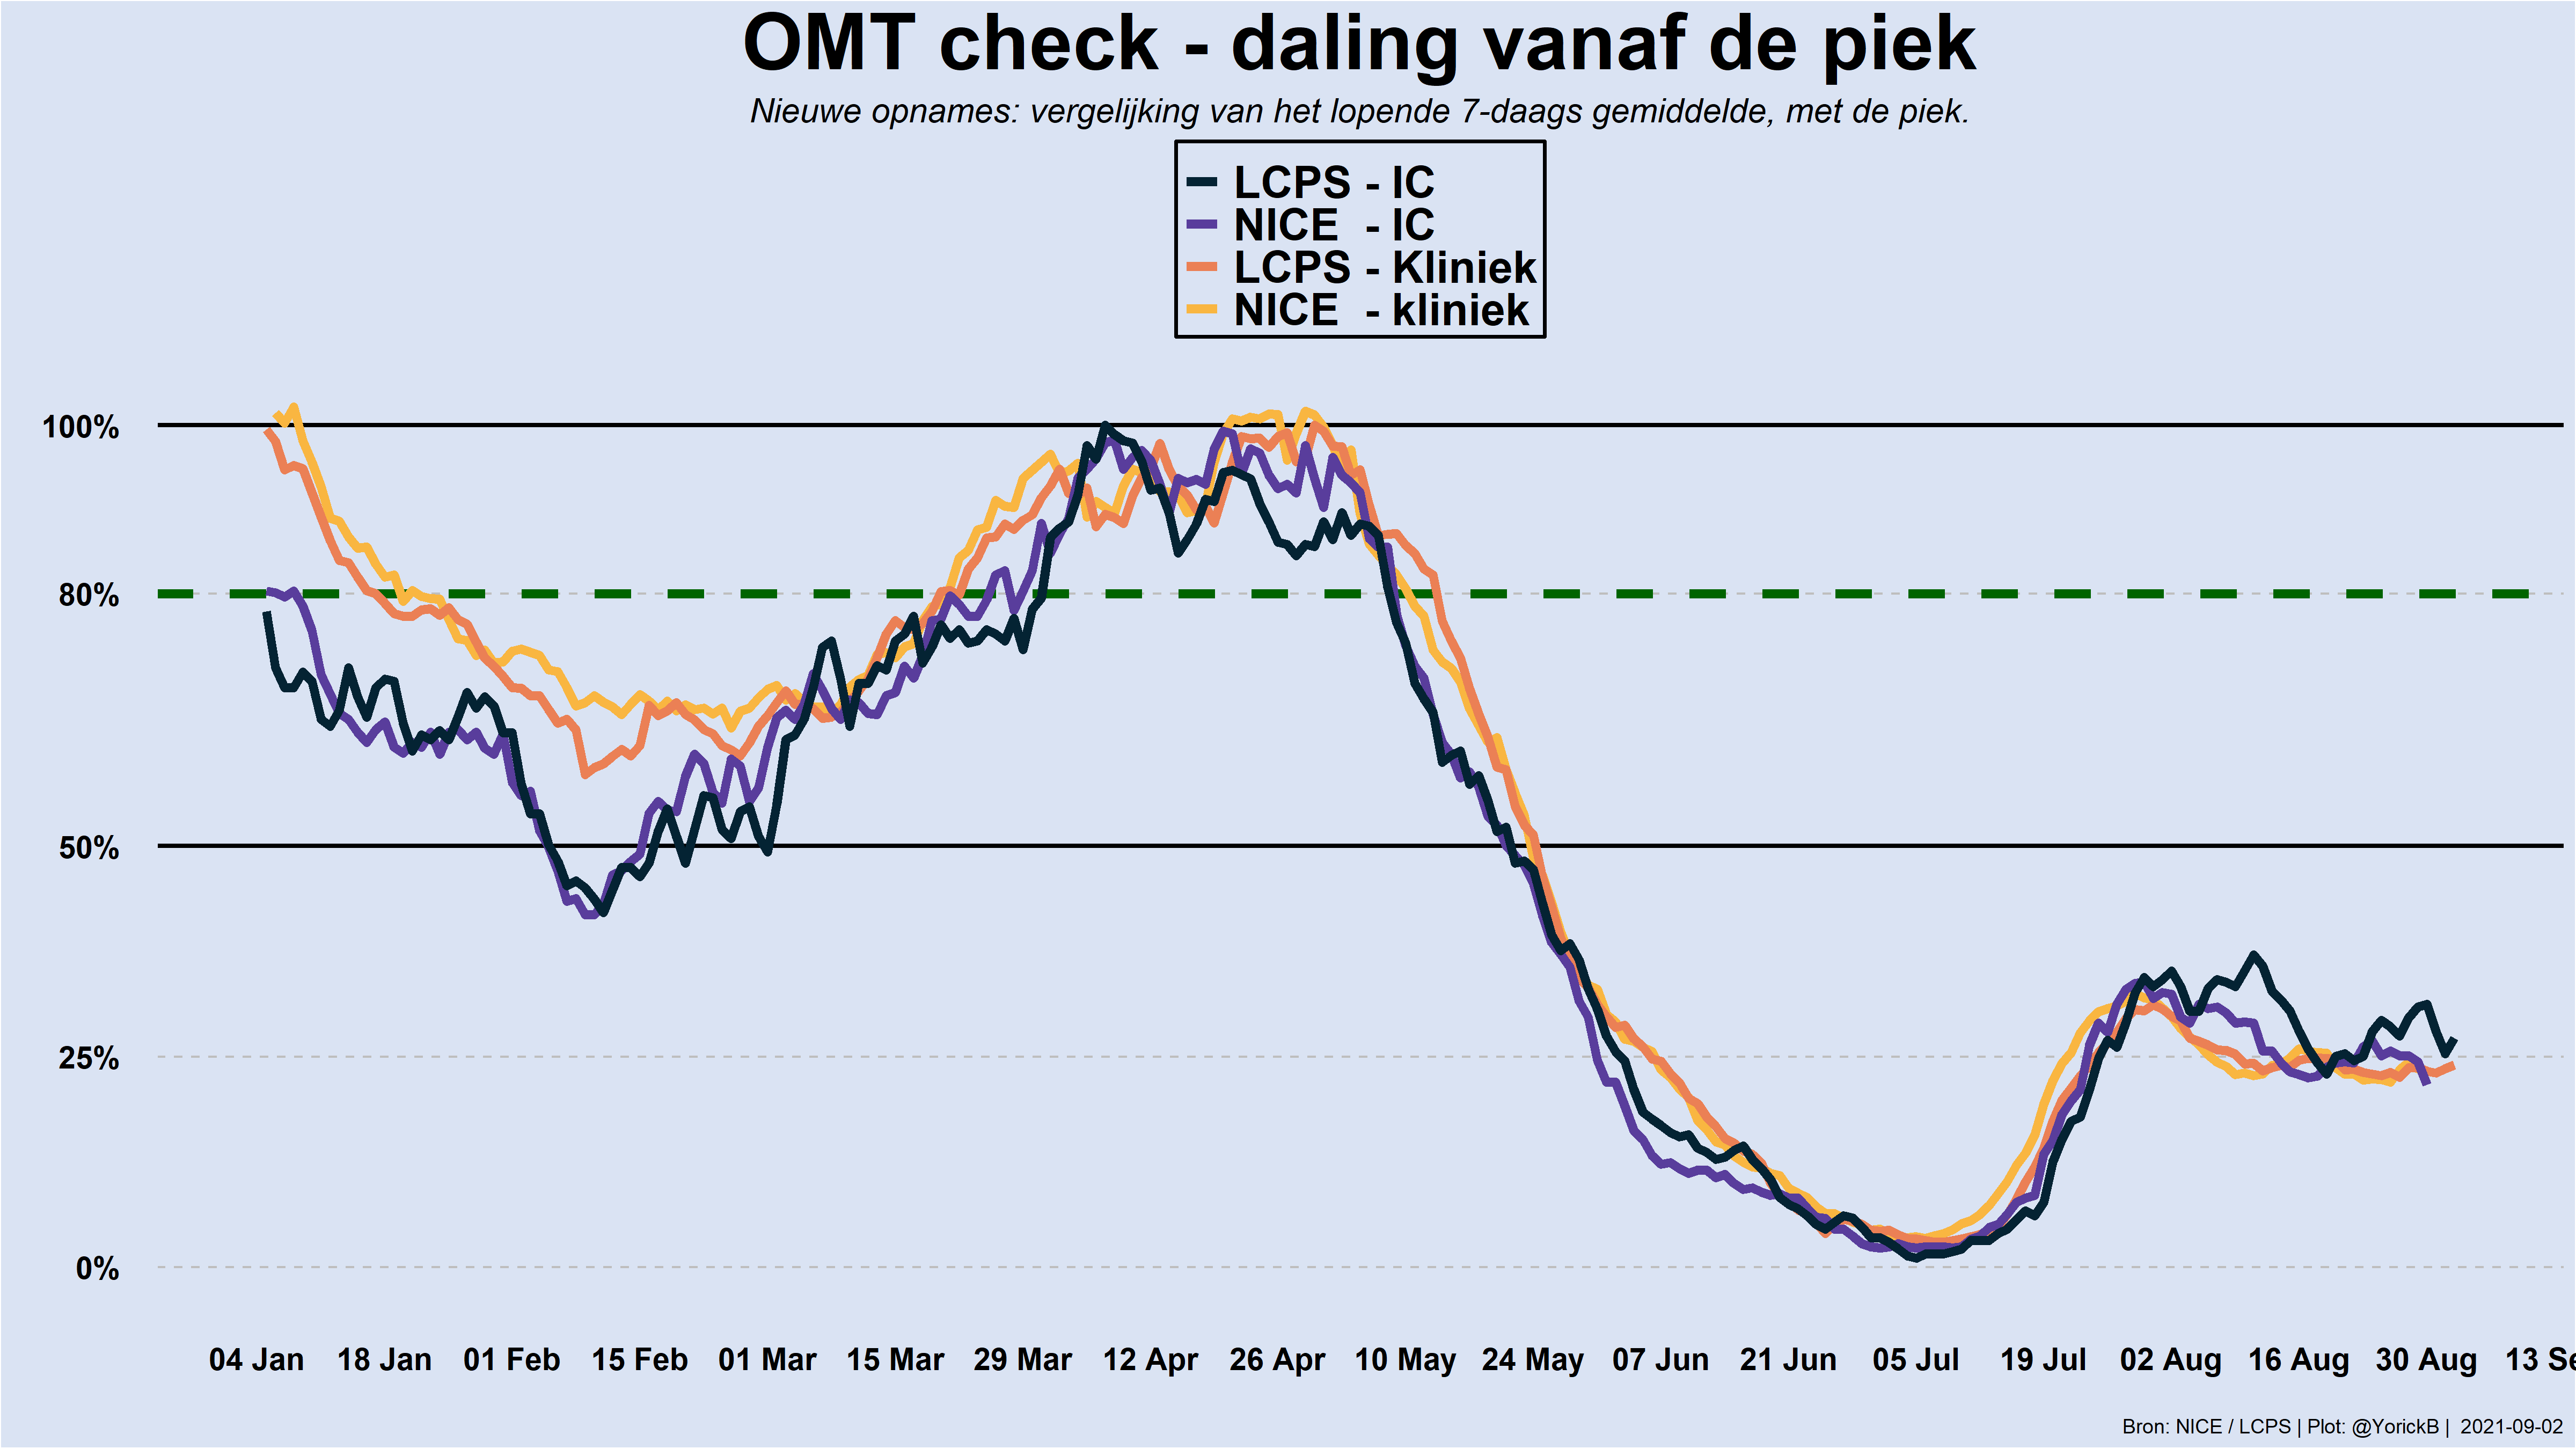 OMT check - daling vanaf de piek
Nieuwe opnames: vergelijking van het lopende 7-daags gemiddelde, met de piek.
LCPS - IC
NICE - IC
LCPS - Kliniek
NICE - kliniek
100%
80%
50%
25%
0%
04 Jan 18 Jan 01 Feb 15 Feb 01 Mar 15 Mar 29 Mar 12 Apr 26 Apr 10 May 24 May 07 Jun 21 Jun 05 Jul 19 Jul 02 Aug 16 Aug 30 Aug 13 Se
Bron: NICE / LCPS | Plot: @YorickB | 2021-09-02